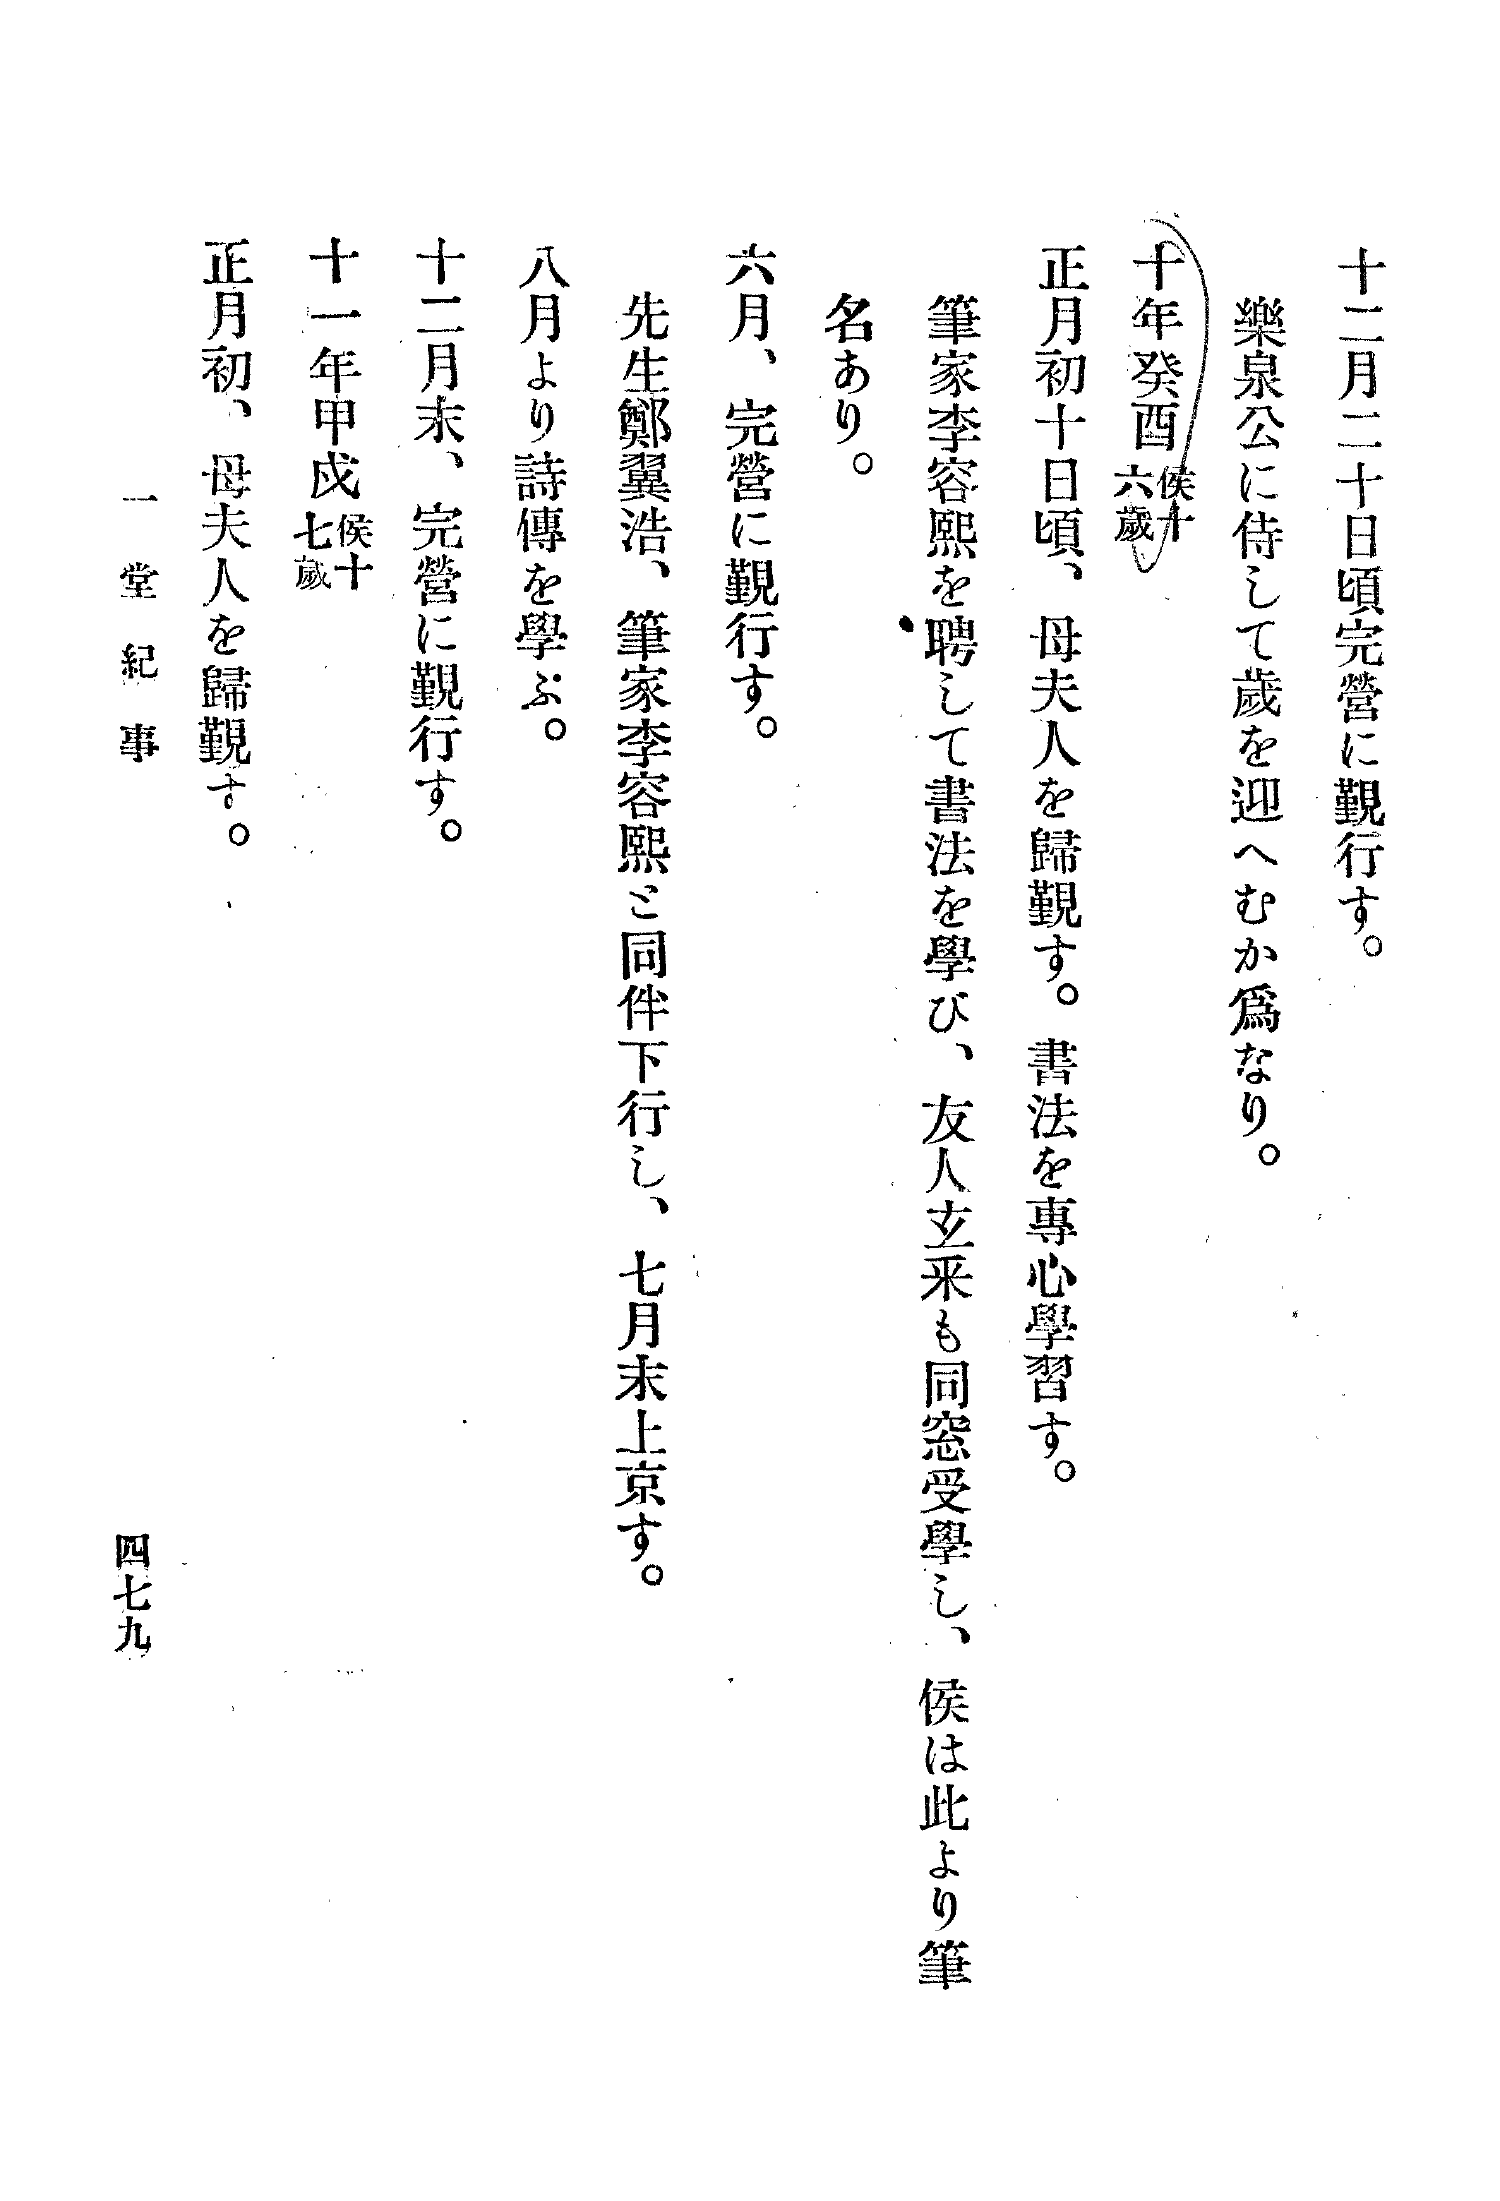 十二月二十日頃完營に覲行す。
樂泉公に侍して歲を迎へむか爲なり。
十年癸酉侯十六歲
正月初十日頃、母夫人を歸覲す。書法を專心學習す。
筆家李容熙を聘して書法を學び、友人玄采も同窓受學し、侯は此より筆
名あり。
六月、完營に覲行す。
先生鄭翼浩、筆家李容熙と同伴下行し、七月末上京す。
八月より詩傳を學ぶ。
十二月末、完營に覲行す。
十一年甲戌侯十七歲
正月初、母夫人を歸覲す。
一堂紀事
四七九